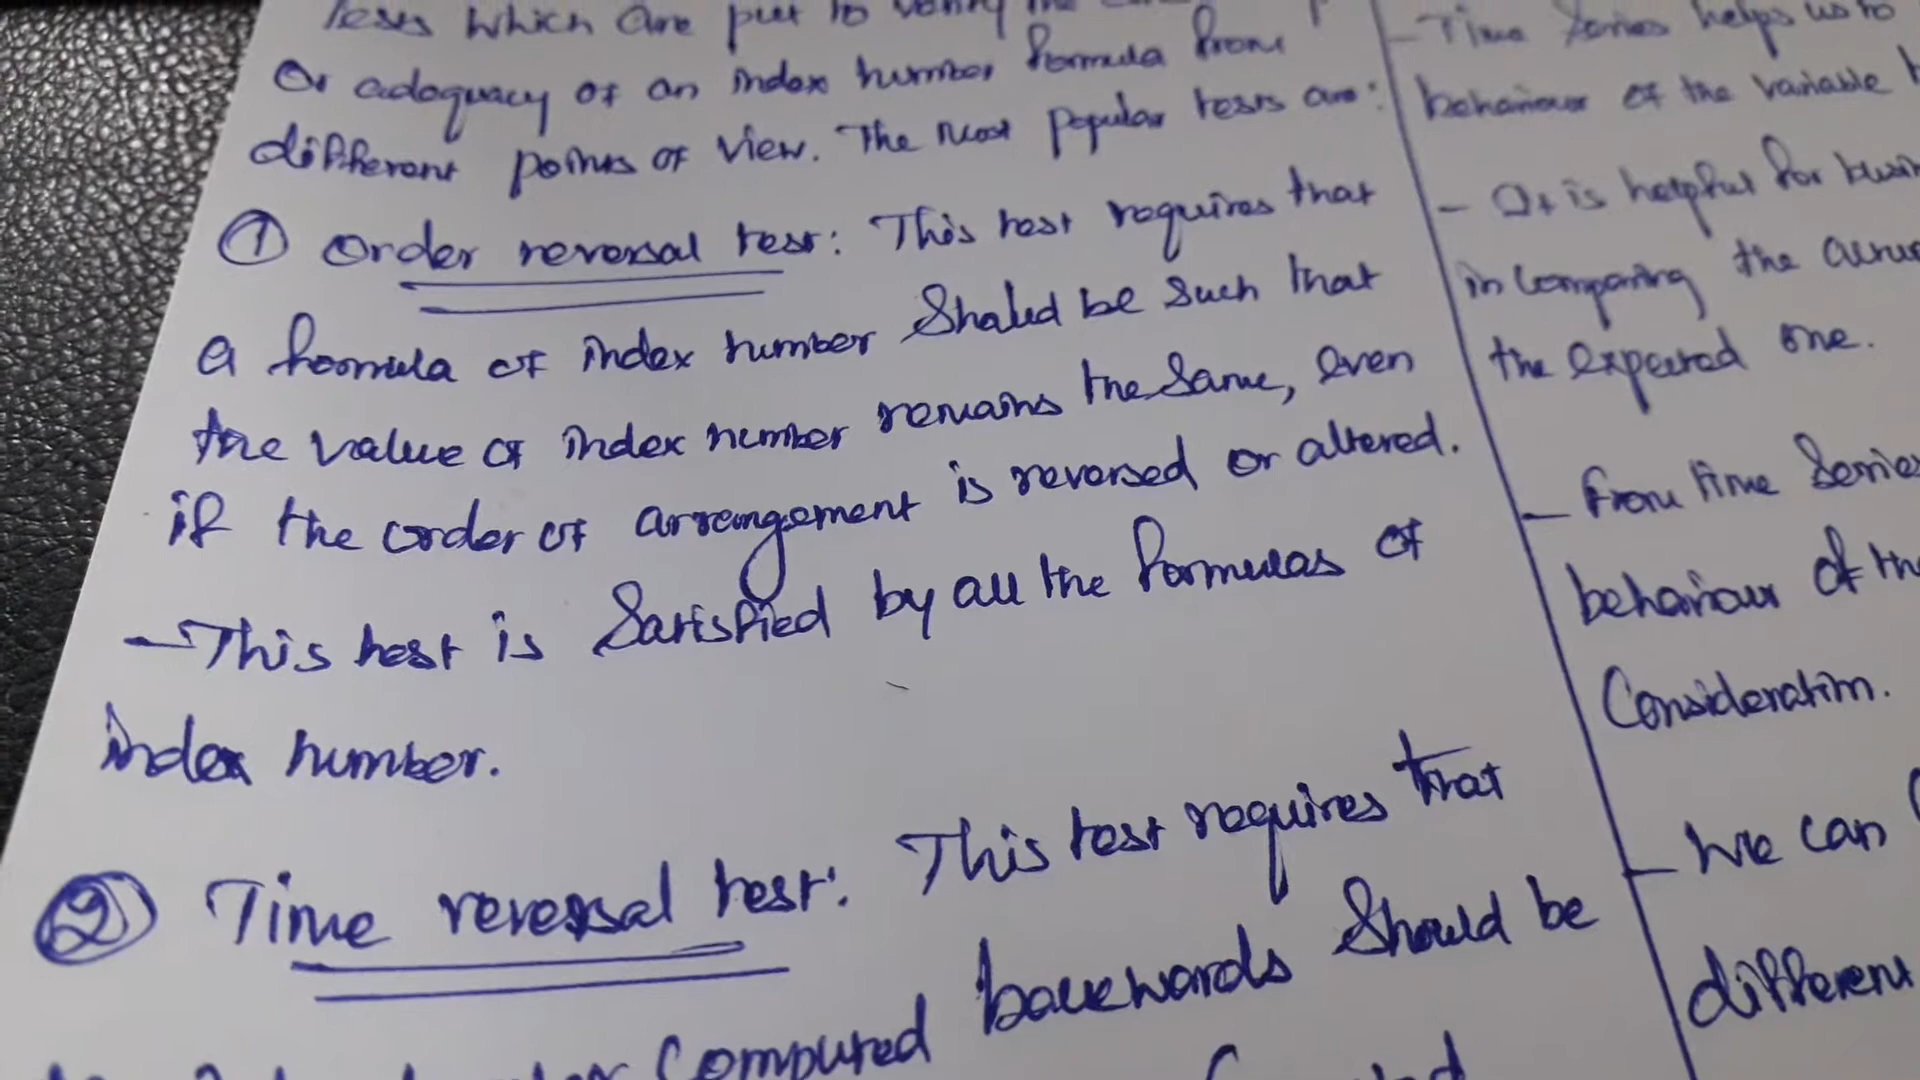 tests which are put to verify the
or adequacy of an index number formula from
different points of view. The most popular tests are:
① Order reversal test: This test requires that
a formula of index number Should be such that
the value of index number remains the same, even
if the order of arrangement is reversed or altered.
- This test is Satisfied by all the formulas of
index number.
② Time reversal test: This test requires that
computed backwards should be
- Time Series helps us to
behaviour of the variable
- It is helpful for
in Comparing the
the expected one.
- From time Series
behaviour of the
Consideration.
- We can
different